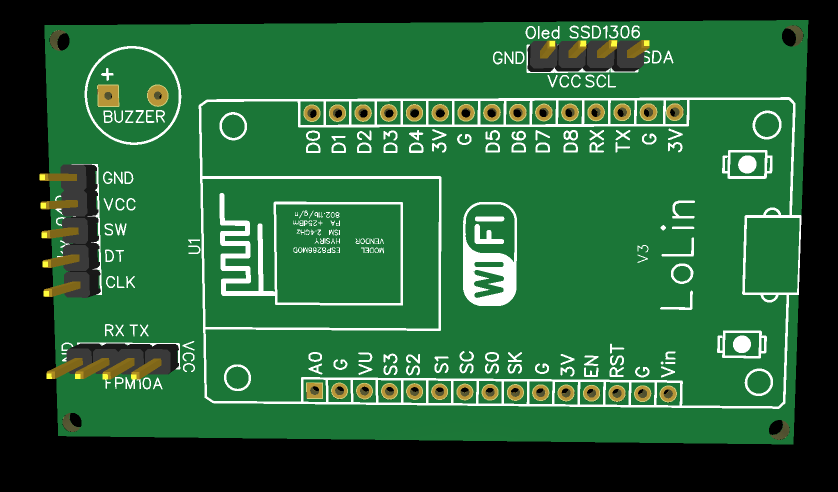 Oled SSD1306
GND
SDA
VCC SCL
+
BUZZER
D0 D1 D2 D3 D4 3V G D5 D6 D7 D8 RX TX G 3V
GND
VCC
SW
DT
CLK
U1
802.11b/g/n
PA +25dBm
ISM 2.4GHz
HYSIRY
ESP8266MOD
VENDOR
MODEL
WiFi
V3
LoLin
RX TX
VCC
FPM10A
A0 G VU S3 S2 S1 SC S0 SK G 3V EN RST G Vin